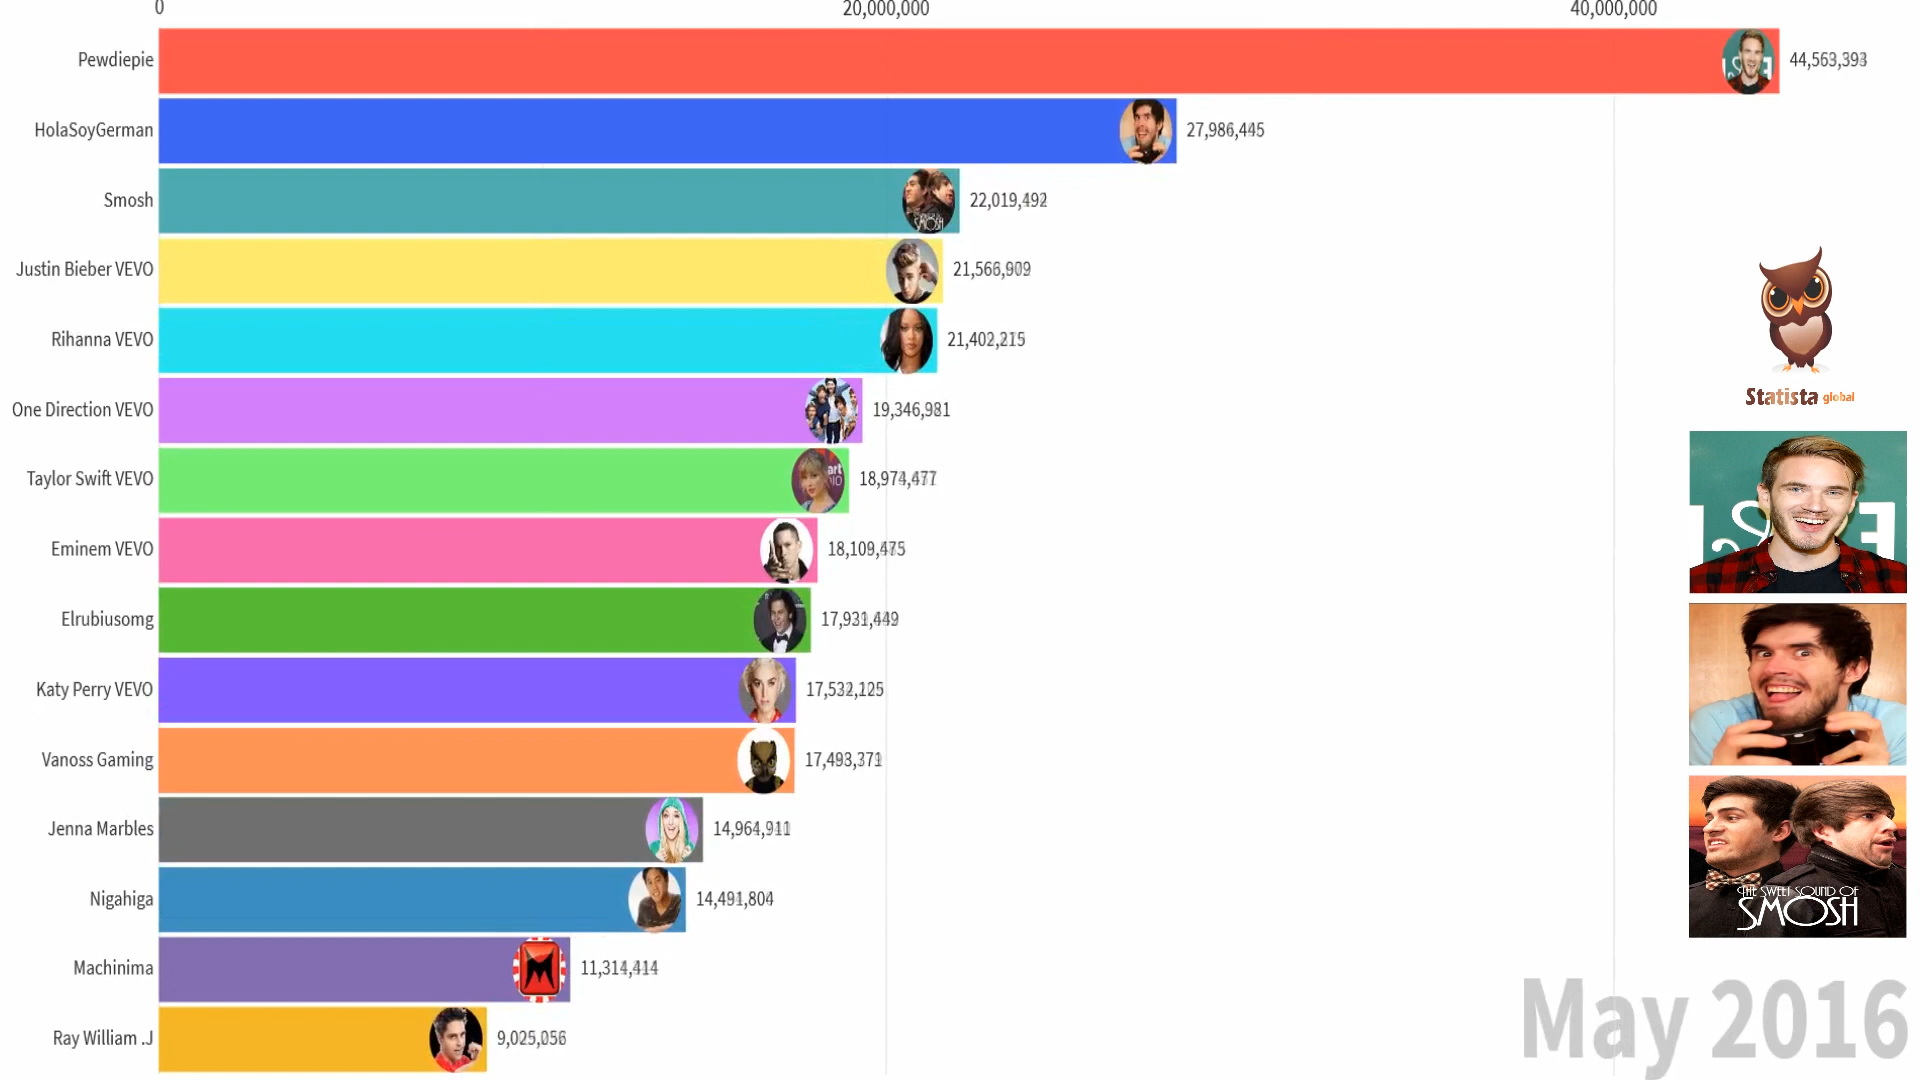 0 20,000,000 40,000,000
Pewdiepie 44,563,393
HolaSoyGerman 27,986,445
Smosh 22,019,492
Justin Bieber VEVO 21,566,909
Rihanna VEVO 21,402,215
One Direction VEVO 19,346,981
Taylor Swift VEVO 18,974,477
Eminem VEVO 18,109,475
Elrubiusomg 17,931,449
Katy Perry VEVO 17,532,125
Vanoss Gaming 17,493,371
Jenna Marbles 14,964,911
Nigahiga 14,491,804
Machinima 11,314,414
Ray William .J 9,025,056
Statista global
THE SWEET SOUND OF
SMOSH
May 2016